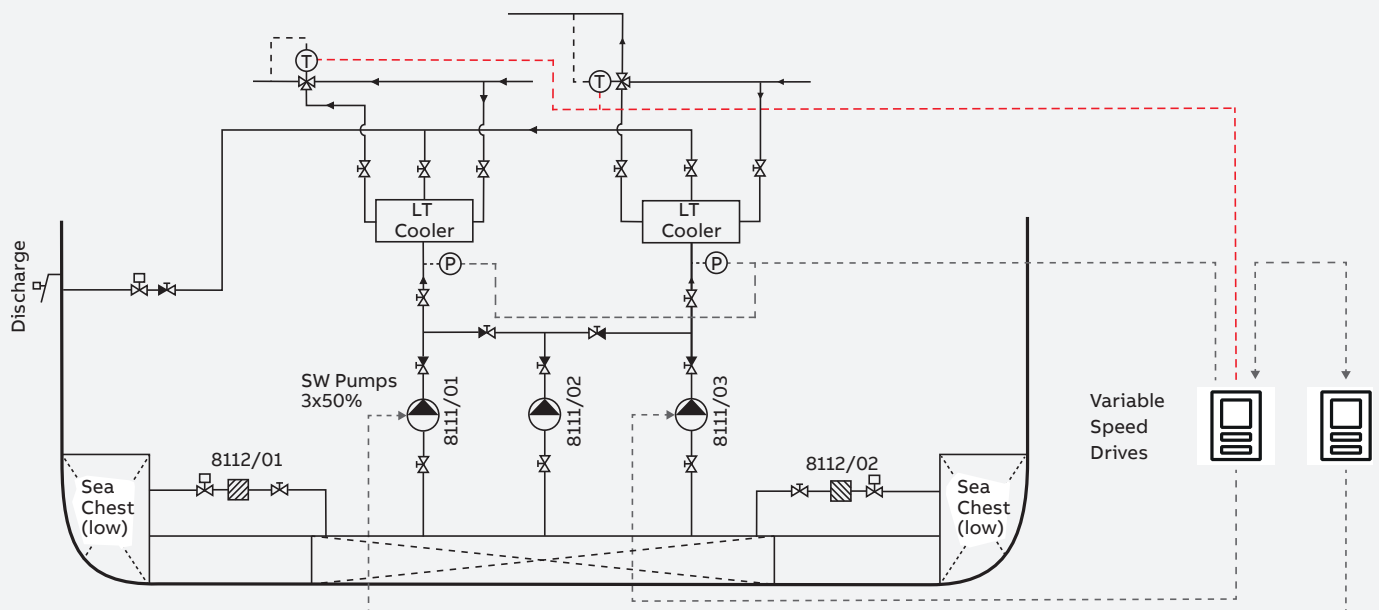 T
T
LT
Cooler
LT
Cooler
P
P
Discharge
SW Pumps
3x50%
8111/01
8111/02
8111/03
Variable
Speed
Drives
8112/01
8112/02
Sea
Chest
(low)
Sea
Chest
(low)